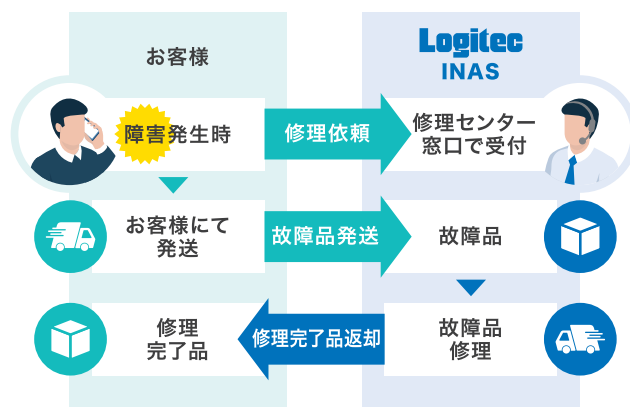 お客様
Logitec
INAS
障害発生時
修理依頼
修理センター
窓口で受付
お客様にて
発送
故障品発送
故障品
修理
完了品
修理完了品返却
故障品
修理